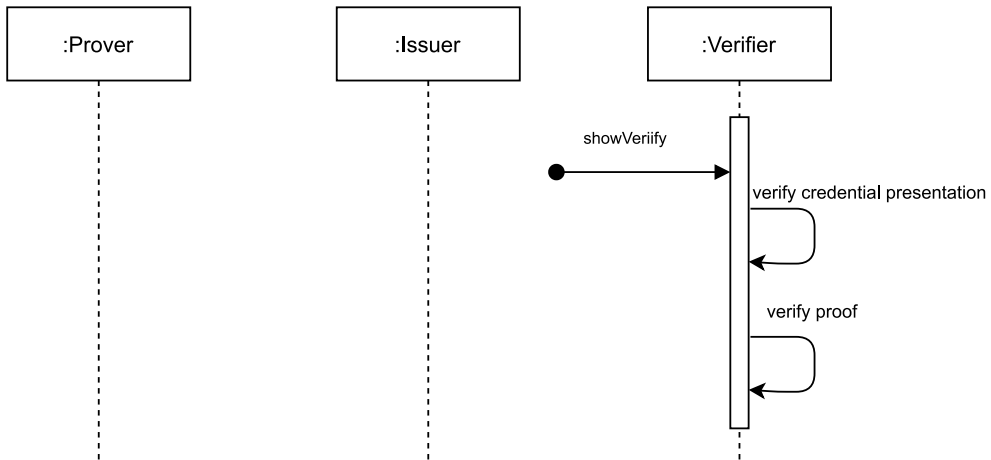 :Prover
:Issuer
:Verifier
showVeriify
verify credential presentation
verify proof